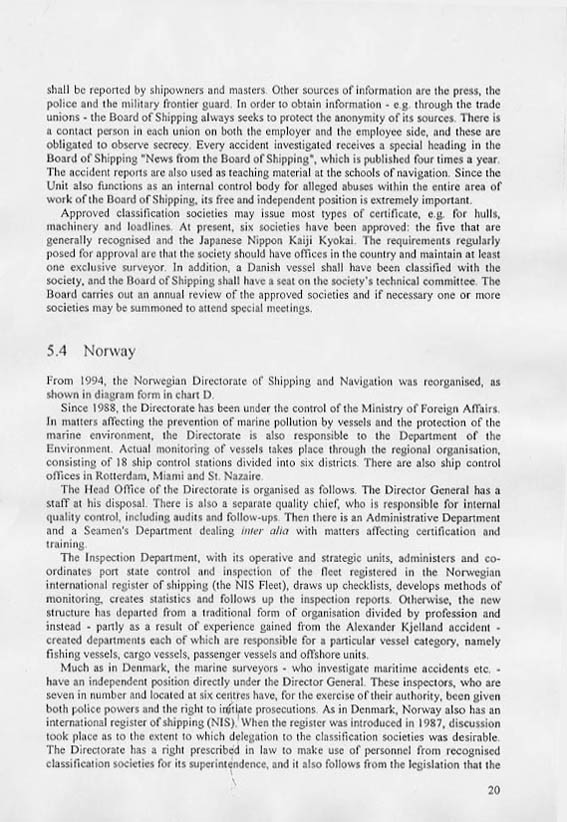 shall be reported by shipowners and masters. Other sources of information are the press, the
police and the military frontier guard. In order to obtain information - e.g. through the trade
unions - the Board of Shipping always seeks to protect the anonymity of its sources. There is
a contact person in each union on both the employer and the employee side, and these are
obligated to observe secrecy. Every accident investigated receives a special heading in the
Board of Shipping "News from the Board of Shipping", which is published four times a year.
The accident reports are also used as teaching material at the schools of navigation. Since the
Unit also functions as an internal control body for alleged abuses within the entire area of
work of the Board of Shipping, its free and independent position is extremely important.
Approved classification societies may issue most types of certificate, e.g. for hulls,
machinery and loadlines. At present, six societies have been approved: the five that are
generally recognised and the Japanese Nippon Kaiji Kyokai. The requirements regularly
posed for approval are that the society should have offices in the country and maintain at least
one exclusive surveyor. In addition, a Danish vessel shall have been classified with the
society, and the Board of Shipping shall have a seat on the society's technical committee. The
Board carries out an annual review of the approved societies and if necessary one or more
societies may be summoned to attend special meetings.
5.4 Norway
From 1994, the Norwegian Directorate of Shipping and Navigation was reorganised, as
shown in diagram form in chart D.
Since 1988, the Directorate has been under the control of the Ministry of Foreign Affairs.
In matters affecting the prevention of marine pollution by vessels and the protection of the
marine environment, the Directorate is also responsible to the Department of the
Environment. Actual monitoring of vessels takes place through the regional organisation,
consisting of 18 ship control stations divided into six districts. There are also ship control
offices in Rotterdam, Miami and St. Nazaire.
The Head Office of the Directorate is organised as follows. The Director General has a
staff at his disposal. There is also a separate quality chief, who is responsible for internal
quality control, including audits and follow-ups. Then there is an Administrative Department
and a Seamen's Department dealing inter alia with matters affecting certification and
training.
The Inspection Department, with its operative and strategic units, administers and co-
ordinates port state control and inspection of the fleet registered in the Norwegian
international register of shipping (the NIS Fleet), draws up checklists, develops methods of
monitoring, creates statistics and follows up the inspection reports. Otherwise, the new
structure has departed from a traditional form of organisation divided by profession and
instead - partly as a result of experience gained from the Alexander Kjelland accident -
created departments each of which are responsible for a particular vessel category, namely
fishing vessels, cargo vessels, passenger vessels and offshore units.
Much as in Denmark, the marine surveyors - who investigate maritime accidents etc. -
have an independent position directly under the Director General. These inspectors, who are
seven in number and located at six centres have, for the exercise of their authority, been given
both police powers and the right to initiate prosecutions. As in Denmark, Norway also has an
international register of shipping (NIS). When the register was introduced in 1987, discussion
took place as to the extent to which delegation to the classification societies was desirable.
The Directorate has a right prescribed in law to make use of personnel from recognised
classification societies for its superintendence, and it also follows from the legislation that the
20